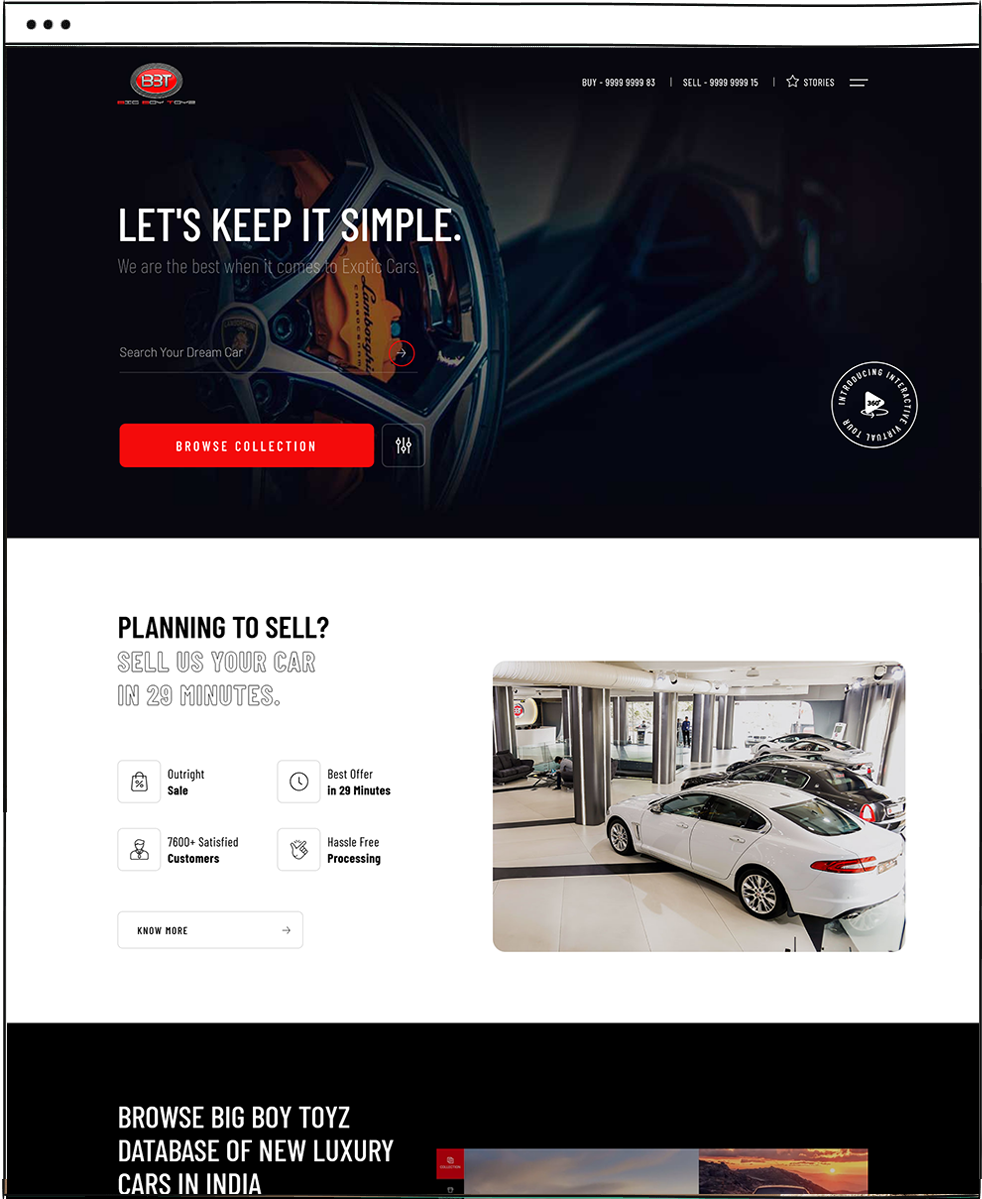 BBT
BIG BOY TOYZ
BUY - 9999 9999 83 | SELL - 9999 9999 15 | STORIES
LET'S KEEP IT SIMPLE.
We are the best when it comes to Exotic Cars.
Lamborghini
Search Your Dream Car
BROWSE COLLECTION
INTRODUCING INTERACTIVE VIRTUAL TOUR
360°
PLANNING TO SELL?
SELL US YOUR CAR
IN 29 MINUTES.
Outright
Sale
Best Offer
in 29 Minutes
7600+ Satisfied
Customers
Hassle Free
Processing
KNOW MORE
BROWSE BIG BOY TOYZ
DATABASE OF NEW LUXURY
CARS IN INDIA
COLLECTION